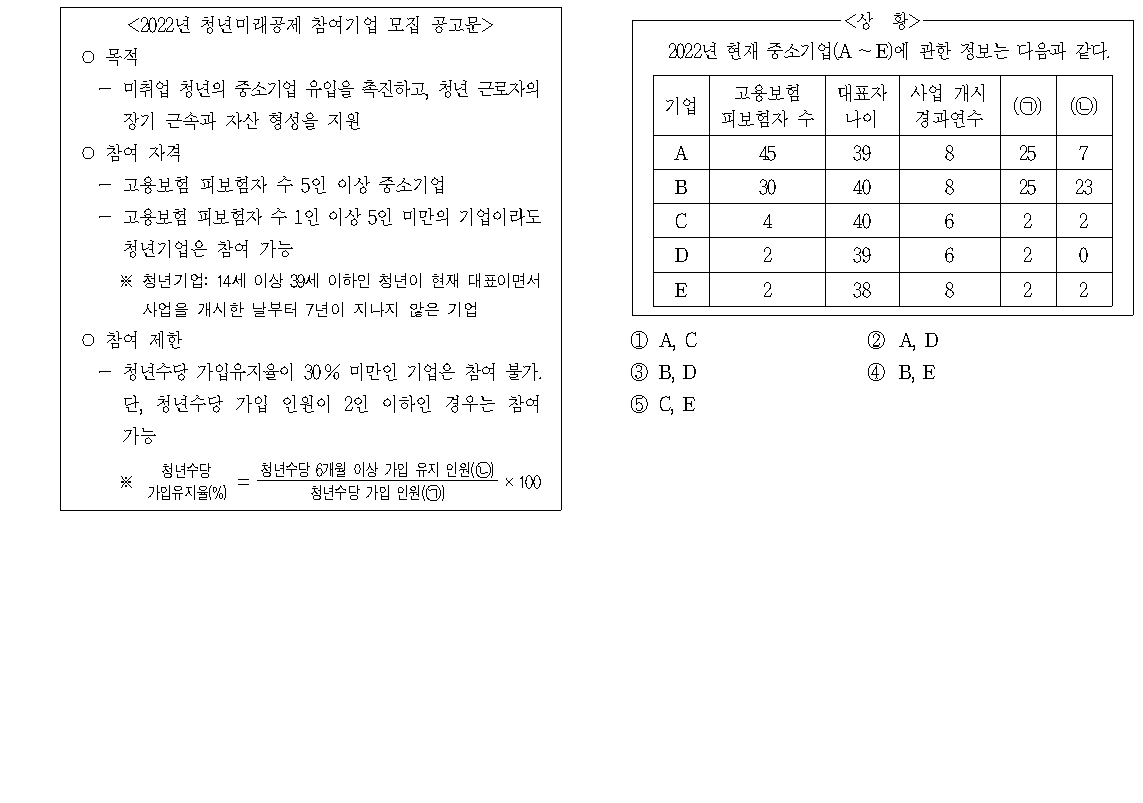 <2022년 청년미래공제 참여기업 모집 공고문>
○ 목적
－ 미취업 청년의 중소기업 유입을 촉진하고, 청년 근로자의
장기 근속과 자산 형성을 지원
○ 참여 자격
－ 고용보험 피보험자 수 5인 이상 중소기업
－ 고용보험 피보험자 수 1인 이상 5인 미만의 기업이라도
청년기업은 참여 가능
※ 청년기업: 14세 이상 39세 이하인 청년이 현재 대표이면서
사업을 개시한 날부터 7년이 지나지 않은 기업
○ 참여 제한
－ 청년수당 가입유지율이 30% 미만인 기업은 참여 불가.
단, 청년수당 가입 인원이 2인 이하인 경우는 참여
가능
※ 청년수당 가입유지율(%) = 청년수당 6개월 이상 가입 유지 인원(㉡) / 청년수당 가입 인원(㉠) × 100
<상 황>
2022년 현재 중소기업(A ~ E)에 관한 정보는 다음과 같다.
기업 고용보험 피보험자 수 대표자 나이 사업 개시 경과연수 (㉠) (㉡)
A 45 39 8 25 7
B 30 40 8 25 23
C 4 40 6 2 2
D 2 39 6 2 0
E 2 38 8 2 2
① A, C ② A, D
③ B, D ④ B, E
⑤ C, E